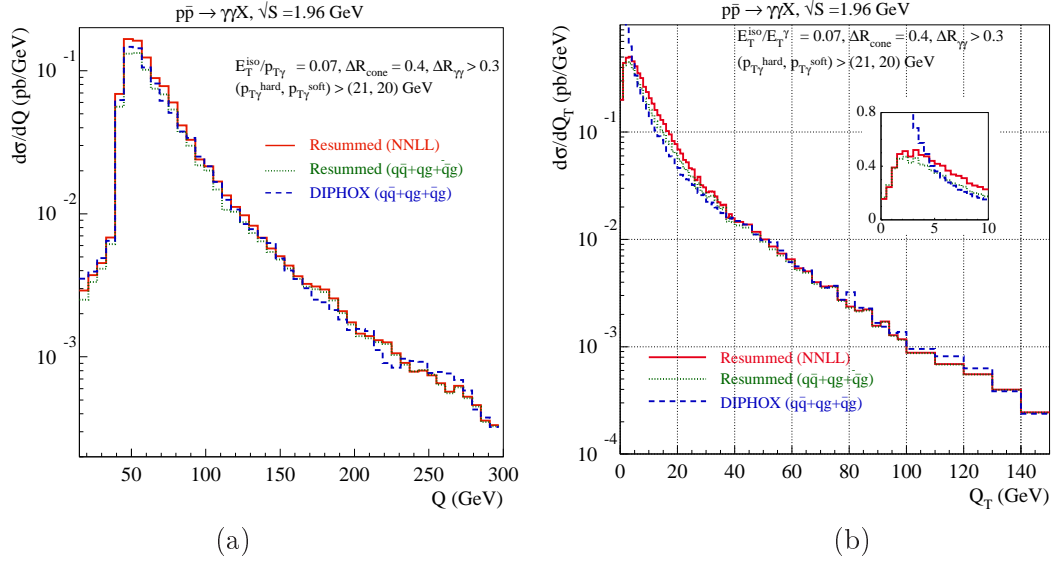 pp̄ → γγX, √S =1.96 GeV
dσ/dQ (pb/GeV)
E_T^iso/p_Tγ = 0.07, ΔR_cone = 0.4, ΔR_γγ > 0.3
(p_Tγ^hard, p_Tγ^soft) > (21, 20) GeV
Resummed (NNLL)
Resummed (qq̄+qg+q̄g)
DIPHOX (qq̄+qg+q̄g)
10^-1
10^-2
10^-3
50 100 150 200 250 300
Q (GeV)
(a)
pp̄ → γγX, √S =1.96 GeV
dσ/dQ_T (pb/GeV)
E_T^iso/E_T^γ = 0.07, ΔR_cone = 0.4, ΔR_γγ > 0.3
(p_Tγ^hard, p_Tγ^soft) > (21, 20) GeV
0.8
0.4
0
0 5 10
Resummed (NNLL)
Resummed (qq̄+qg+q̄g)
DIPHOX (qq̄+qg+q̄g)
10^-1
10^-2
10^-3
10^-4
0 20 40 60 80 100 120 140
Q_T (GeV)
(b)